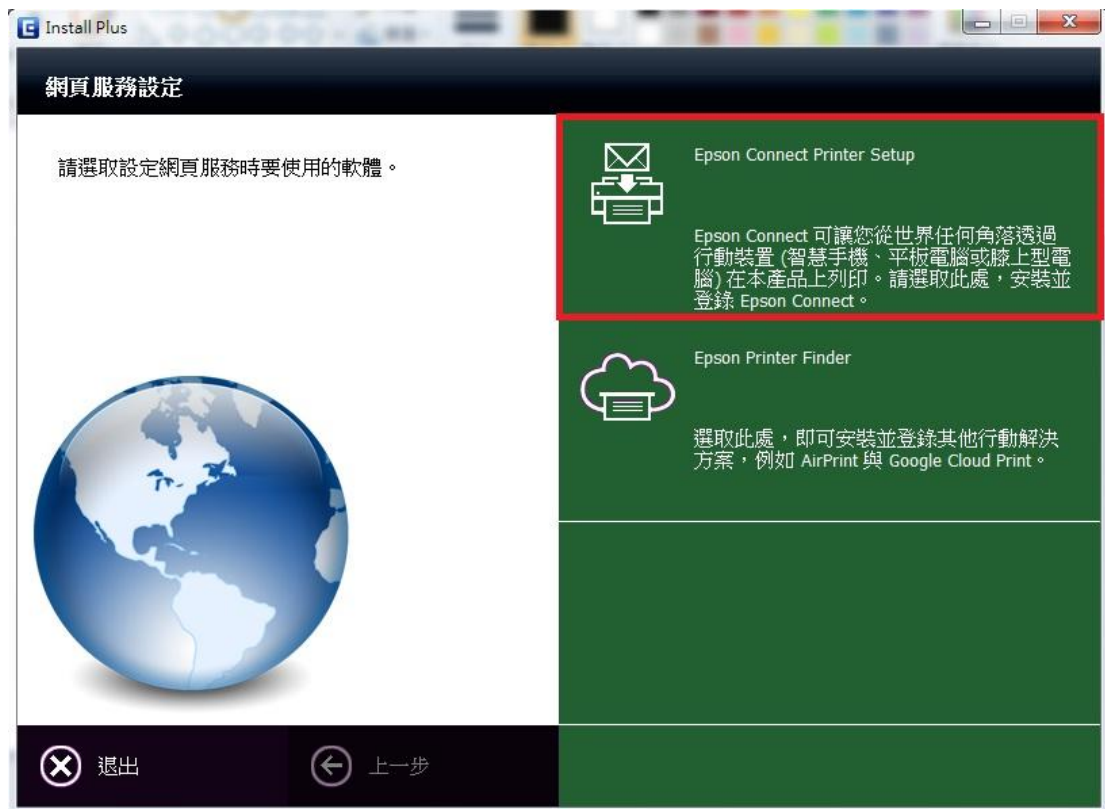 Install Plus
網頁服務設定
請選取設定網頁服務時要使用的軟體。
Epson Connect Printer Setup
Epson Connect 可讓您從世界任何角落透過
行動裝置 (智慧手機、平板電腦或膝上型電
腦) 在本產品上列印。請選取此處，安裝並
登錄 Epson Connect。
Epson Printer Finder
選取此處，即可安裝並登錄其他行動解決
方案，例如 AirPrint 與 Google Cloud Print。
退出
上一步